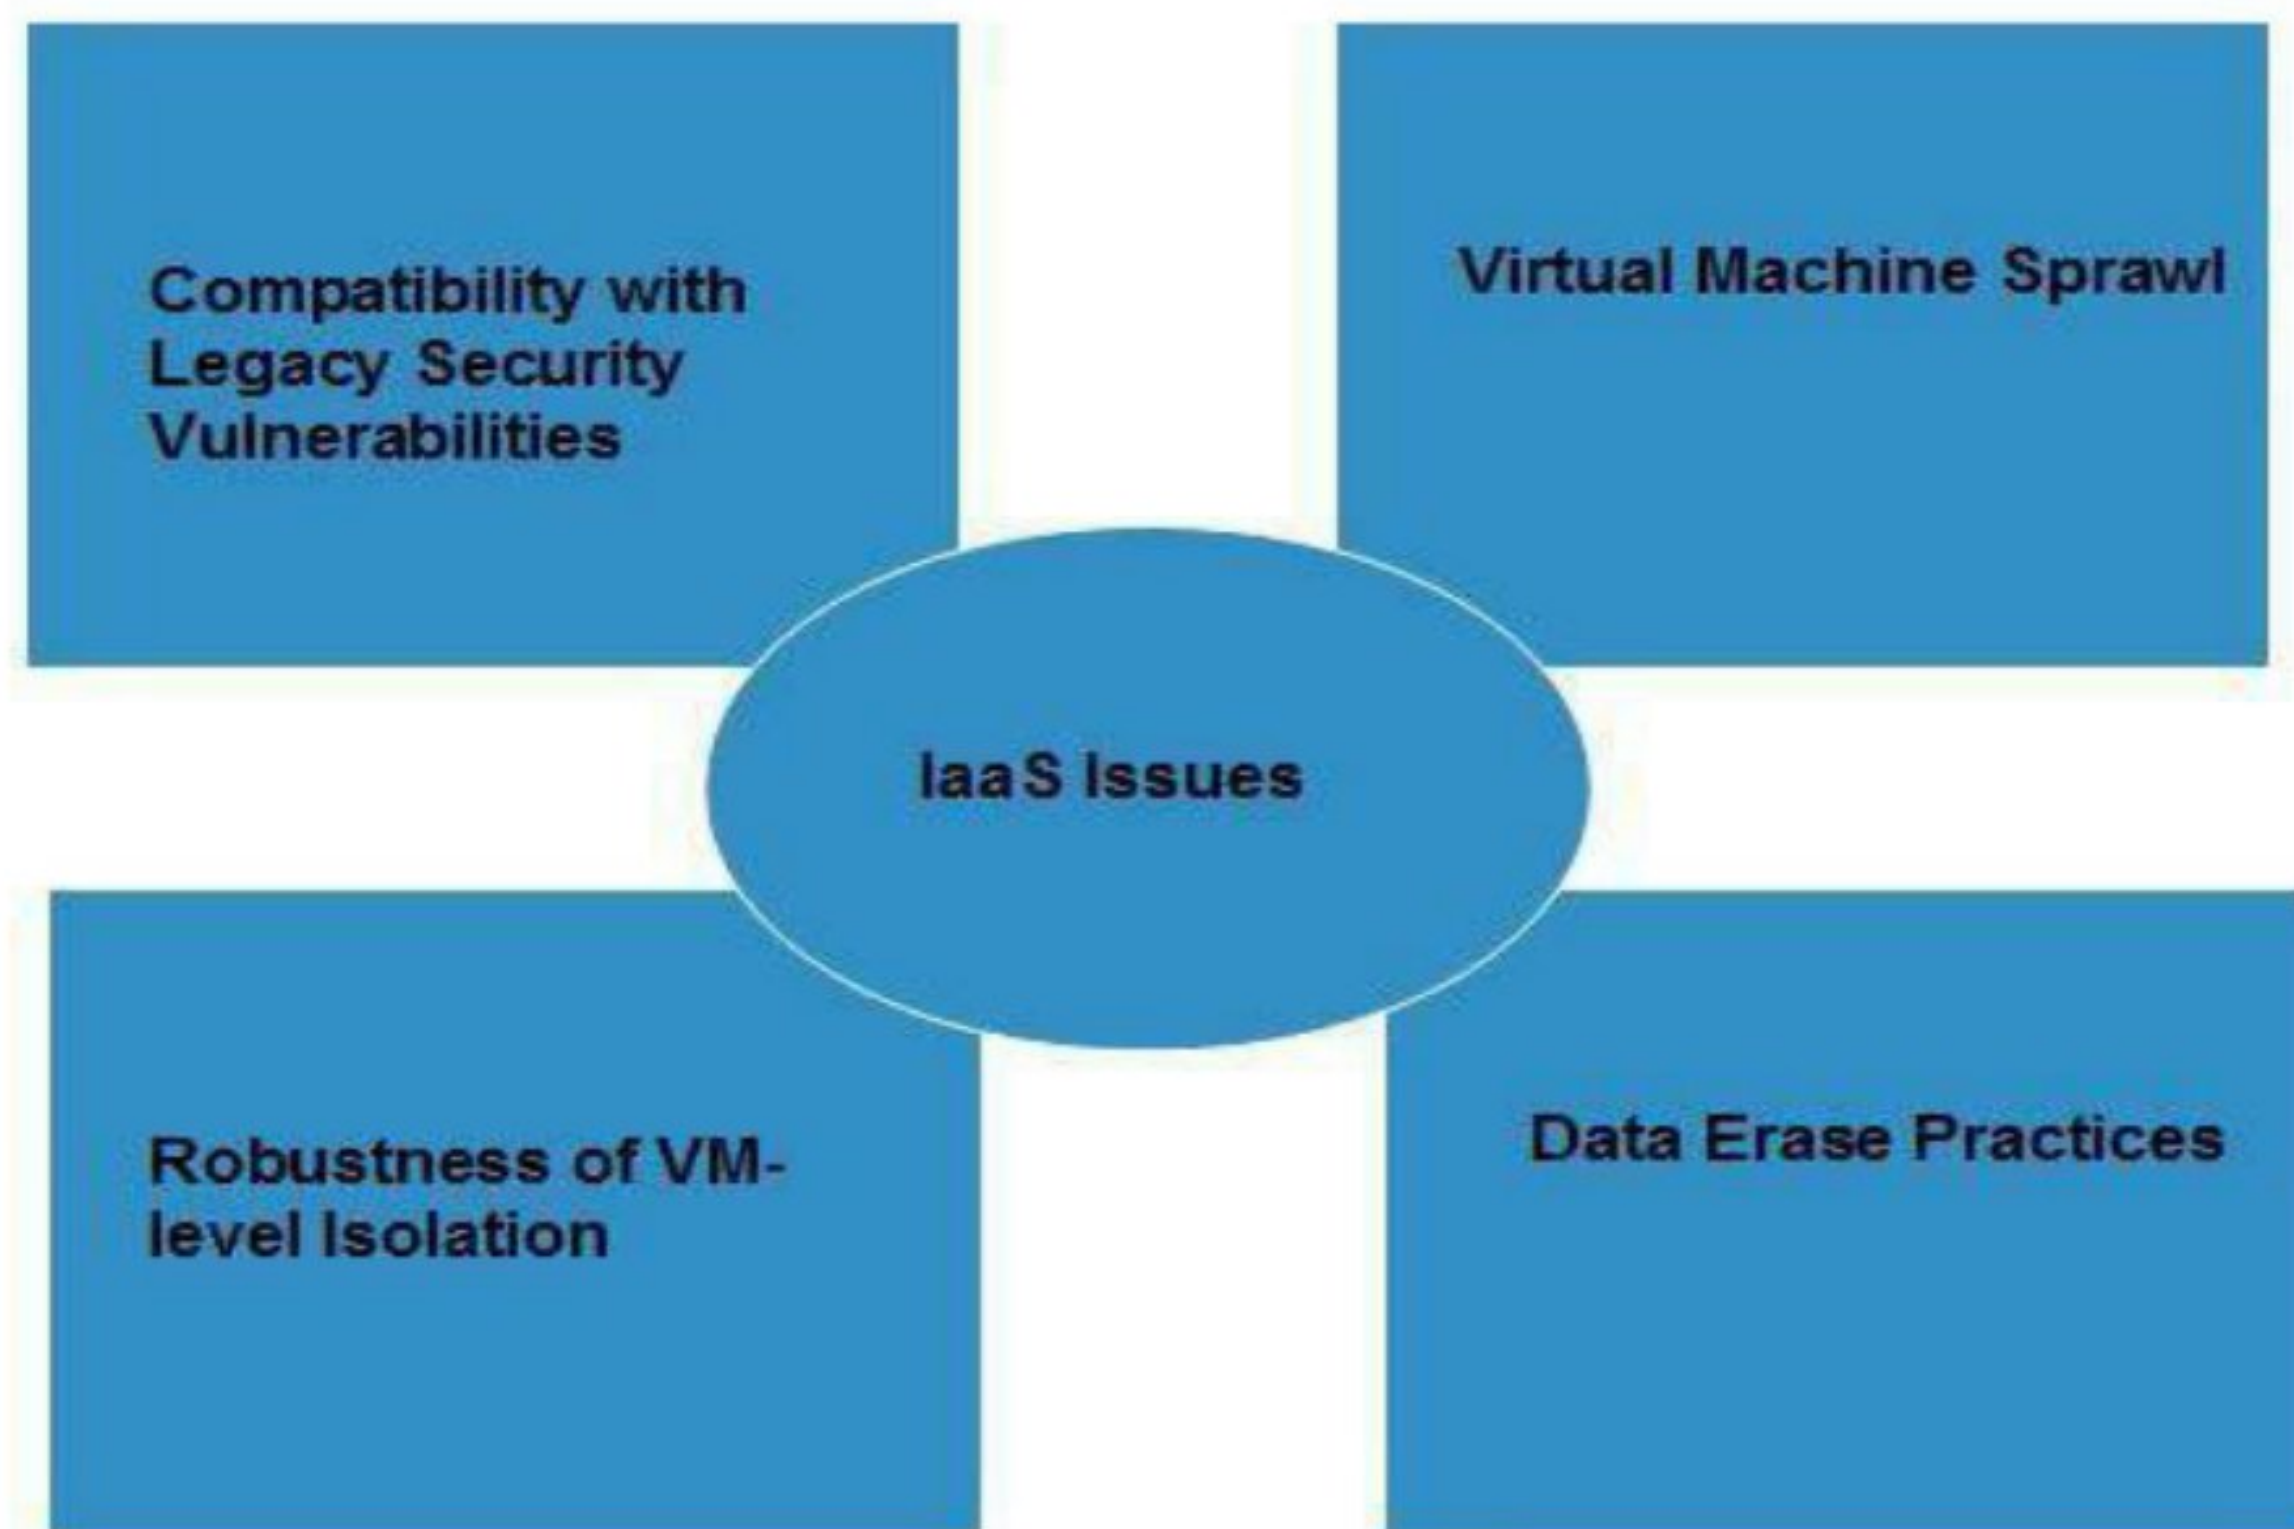 Compatibility with
Legacy Security
Vulnerabilities
Virtual Machine Sprawl
IaaS Issues
Robustness of VM-
level Isolation
Data Erase Practices